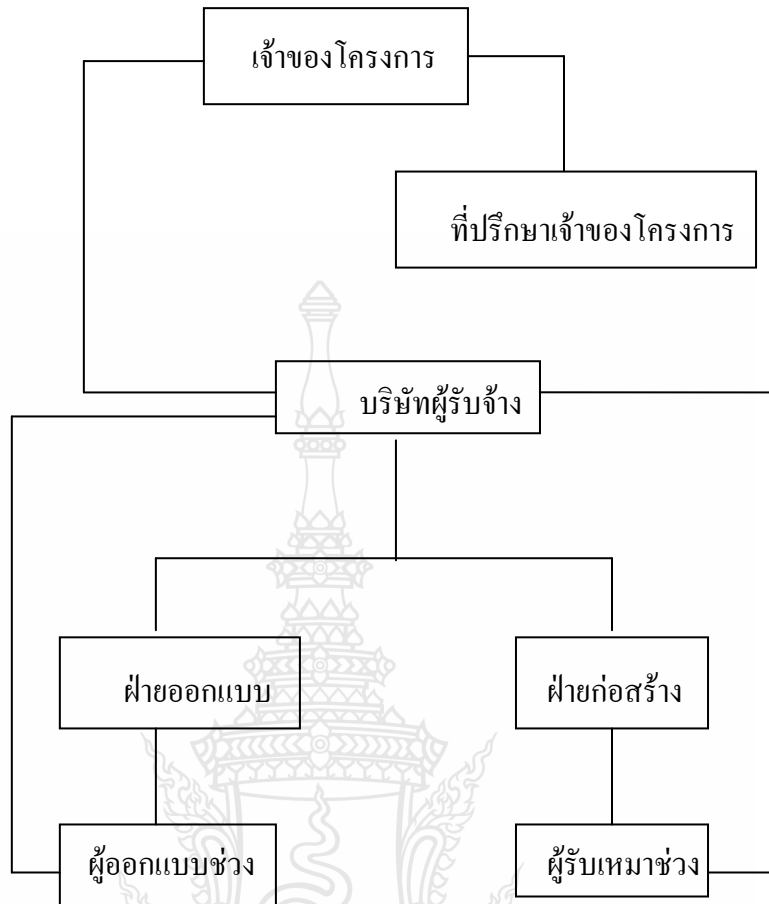 เจ้าของโครงการ
ที่ปรึกษาเจ้าของโครงการ
บริษัทผู้รับจ้าง
ฝ่ายออกแบบ
ฝ่ายก่อสร้าง
ผู้ออกแบบช่วง
ผู้รับเหมาช่วง